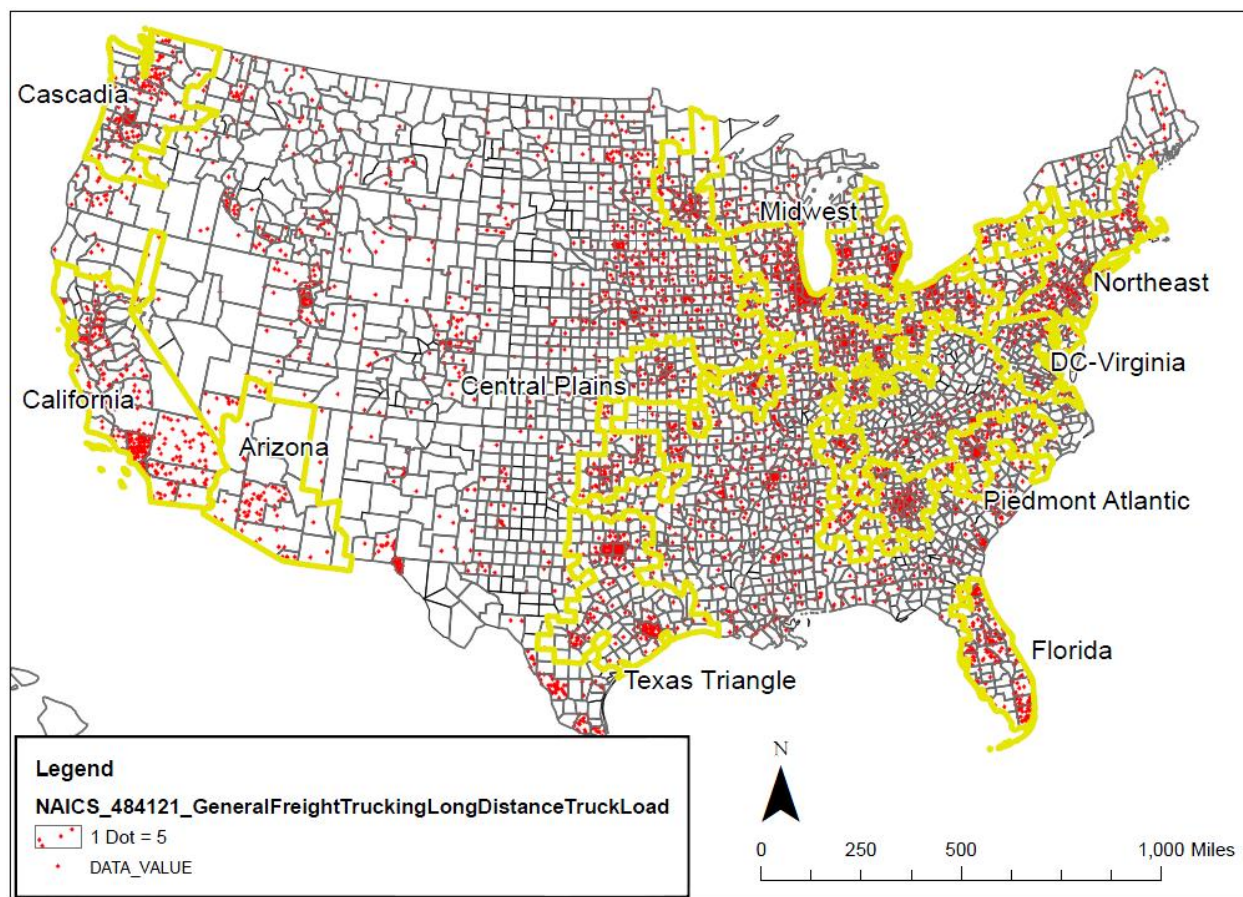 Cascadia
Midwest
Northeast
DC-Virginia
Central Plains
California
Arizona
Piedmont Atlantic
Florida
Texas Triangle
N
Legend
NAICS_484121_GeneralFreightTruckingLongDistanceTruckLoad
1 Dot = 5
DATA_VALUE
0 250 500 1,000 Miles